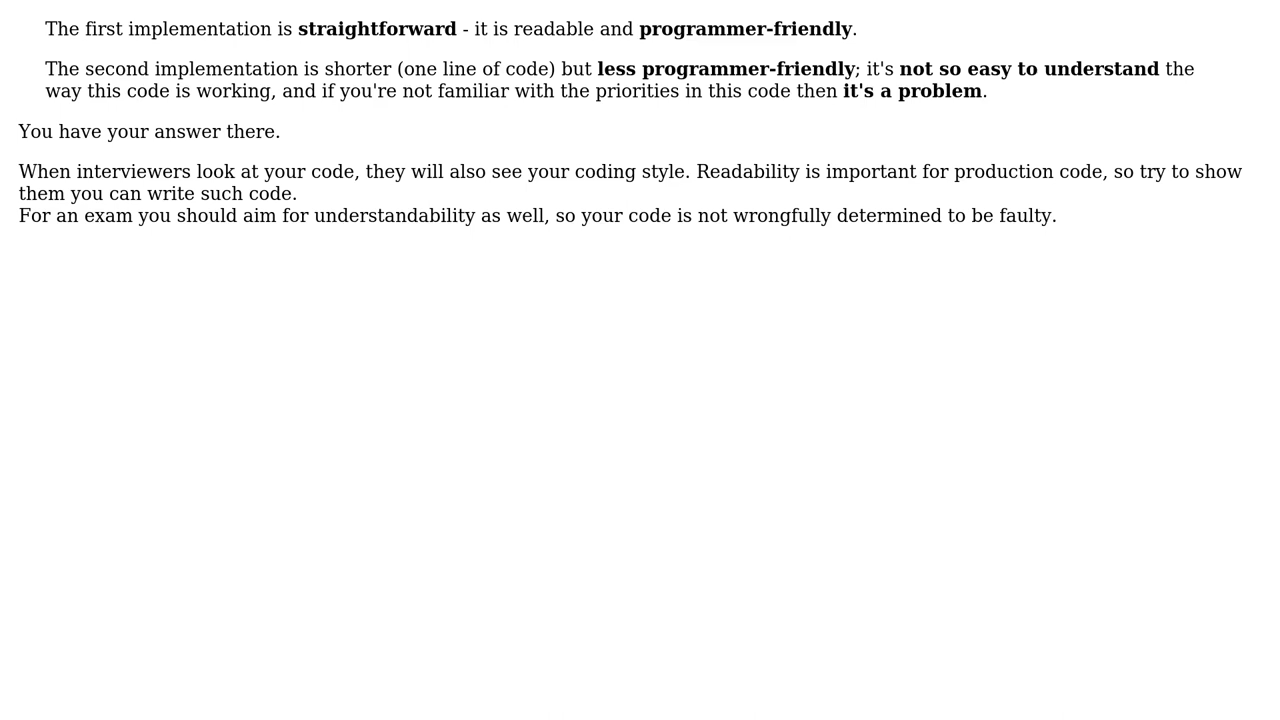 The first implementation is straightforward - it is readable and programmer-friendly.
The second implementation is shorter (one line of code) but less programmer-friendly; it's not so easy to understand the
way this code is working, and if you're not familiar with the priorities in this code then it's a problem.
You have your answer there.
When interviewers look at your code, they will also see your coding style. Readability is important for production code, so try to show
them you can write such code.
For an exam you should aim for understandability as well, so your code is not wrongfully determined to be faulty.